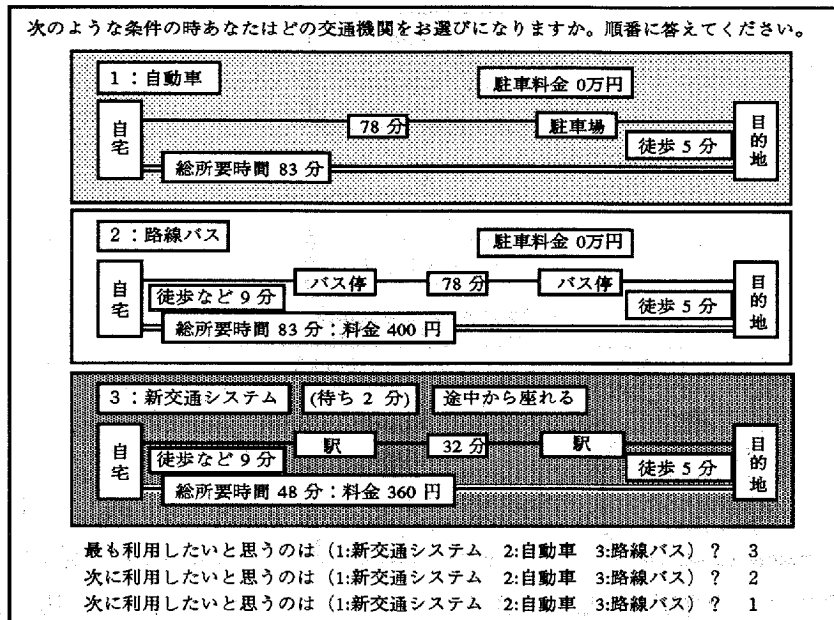 次のような条件の時あなたはどの交通機関をお選びになりますか。順番に答えてください。
1：自動車
駐車料金 0万円
自宅
78 分
駐車場
目的地
徒歩 5 分
総所要時間 83 分
2：路線バス
駐車料金 0万円
自宅
バス停
78分
バス停
目的地
徒歩など 9 分
徒歩 5 分
総所要時間 83 分：料金 400 円
3：新交通システム
(待ち 2 分)
途中から座れる
自宅
駅
32 分
駅
目的地
徒歩など 9 分
徒歩 5 分
総所要時間 48 分：料金 360 円
最も利用したいと思うのは（1:新交通システム 2:自動車 3:路線バス）？ 3
次に利用したいと思うのは（1:新交通システム 2:自動車 3:路線バス）？ 2
次に利用したいと思うのは（1:新交通システム 2:自動車 3:路線バス）？ 1